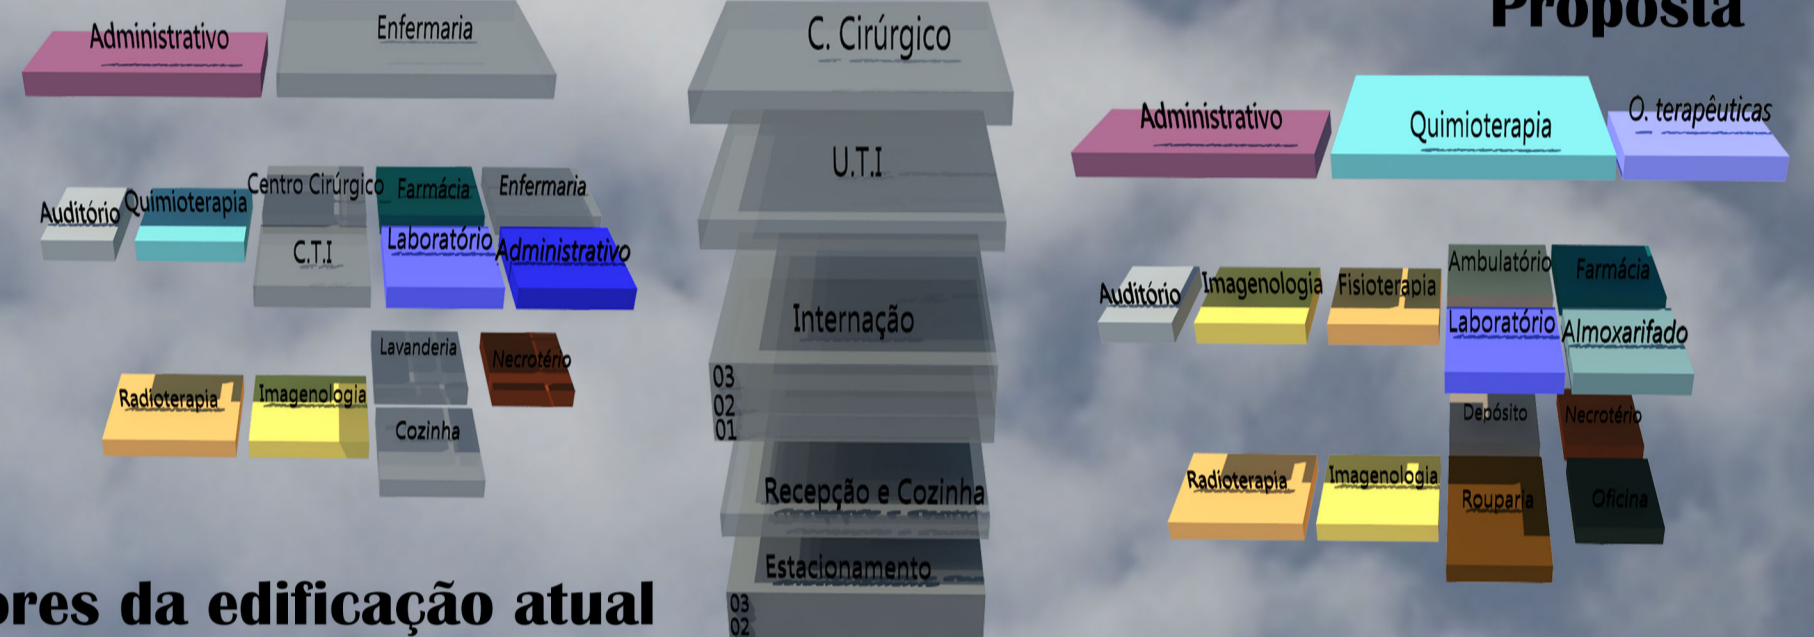 Proposta
Administrativo
Enfermaria
Auditório
Quimioterapia
Centro Cirúrgico
Farmácia
Enfermaria
C.T.I
Laboratório
Administrativo
Lavanderia
Necrotério
Radioterapia
Imagenologia
Cozinha
ores da edificação atual
C. Cirúrgico
U.T.I
Internação
03
02
01
Recepção e Cozinha
Estacionamento
03
02
Administrativo
Quimioterapia
O. terapêuticas
Auditório
Imagenologia
Fisioterapia
Ambulatório
Farmácia
Laboratório
Almoxarifado
Depósito
Necrotério
Radioterapia
Imagenologia
Rouparia
Oficina